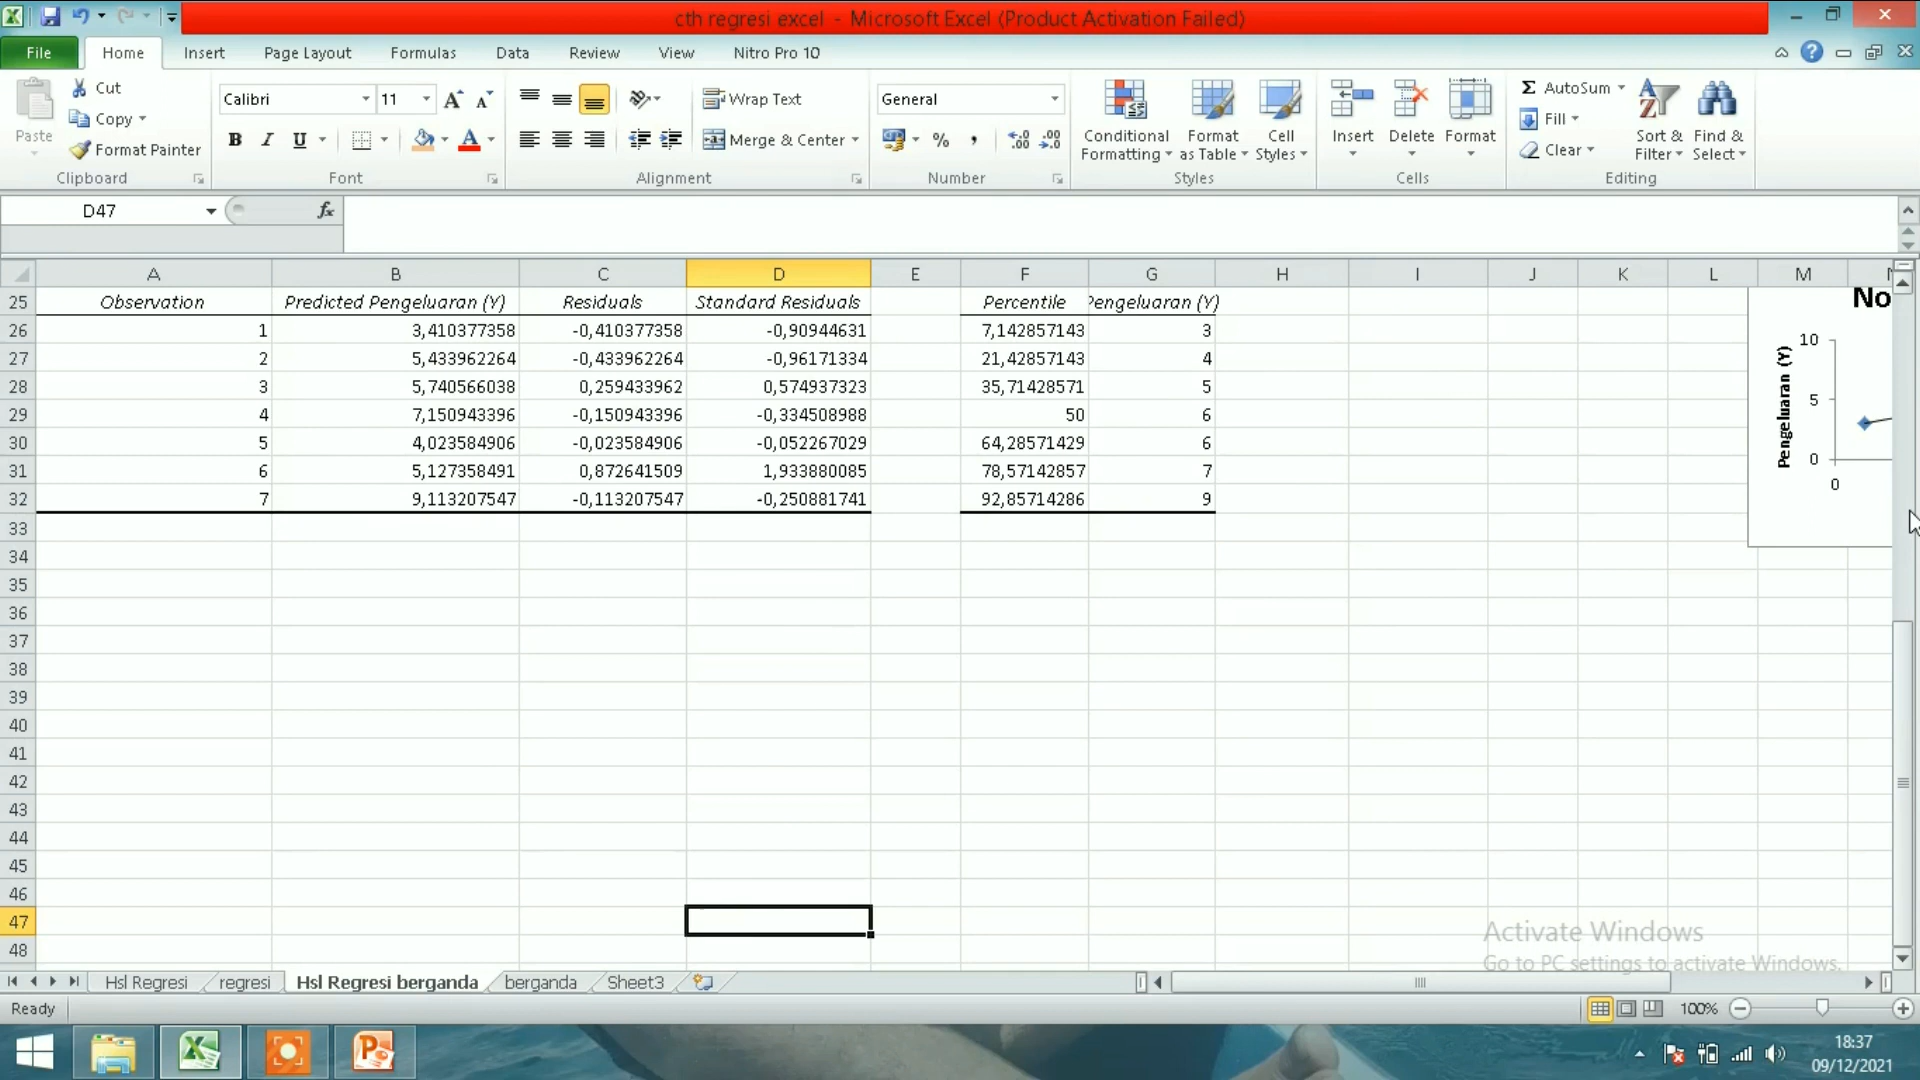 cth regresi excel - Microsoft Excel (Product Activation Failed)
File Home Insert Page Layout Formulas Data Review View Nitro Pro 10
Paste
Cut
Copy
Format Painter
Clipboard
Calibri 11
B I U
Font
Wrap Text
Merge & Center
Alignment
General
% ,
Number
Conditional Formatting
Format as Table
Cell Styles
Styles
Insert Delete Format
Cells
Σ AutoSum
Fill
Clear
Sort & Filter
Find & Select
Editing
D47 fx
A B C D E F G H I J K L M
25 Observation Predicted Pengeluaran (Y) Residuals Standard Residuals Percentile Pengeluaran (Y)
26 1 3,410377358 -0,410377358 -0,90944631 7,142857143 3
27 2 5,433962264 -0,433962264 -0,96171334 21,42857143 4
28 3 5,740566038 0,259433962 0,574937323 35,71428571 5
29 4 7,150943396 -0,150943396 -0,334508988 50 6
30 5 4,023584906 -0,023584906 -0,052267029 64,28571429 6
31 6 5,127358491 0,872641509 1,933880085 78,57142857 7
32 7 9,113207547 -0,113207547 -0,250881741 92,85714286 9
33
34
35
36
37
38
39
40
41
42
43
44
45
46
47
48
No
Pengeluaran (Y)
10
5
0
0
Activate Windows
Go to PC settings to activate Windows.
Hsl Regresi regresi Hsl Regresi berganda berganda Sheet3
Ready 100%
18:37
09/12/2021